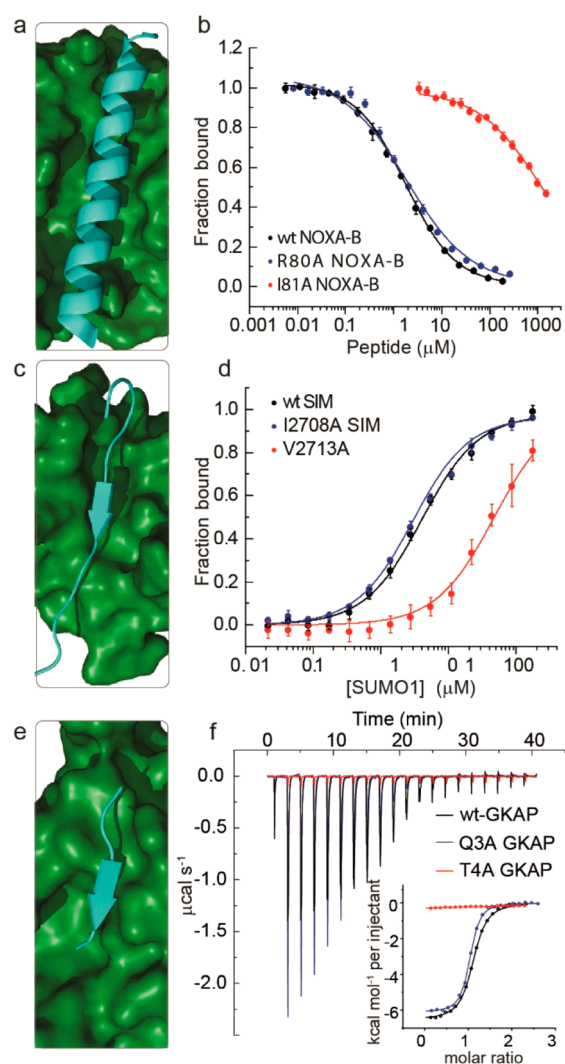 a
b
1.2
1.0
0.8
0.6
0.4
0.2
0.0
Fraction bound
wt NOXA-B
R80A NOXA-B
I81A NOXA-B
0.001 0.01 0.1 1 10 100 1000
Peptide (μM)
c
d
1.0
0.8
0.6
0.4
0.2
0.0
Fraction bound
wt SIM
I2708A SIM
V2713A
0 01 0 1 1 0 1 100
[SUMO1] (μM)
e
f
Time (min)
0 10 20 30 40
0.0
-0.5
-1.0
-1.5
-2.0
μcal s⁻¹
wt-GKAP
Q3A GKAP
T4A GKAP
kcal mol⁻¹ per injectant
0
-2
-4
-6
0 1 2 3
molar ratio